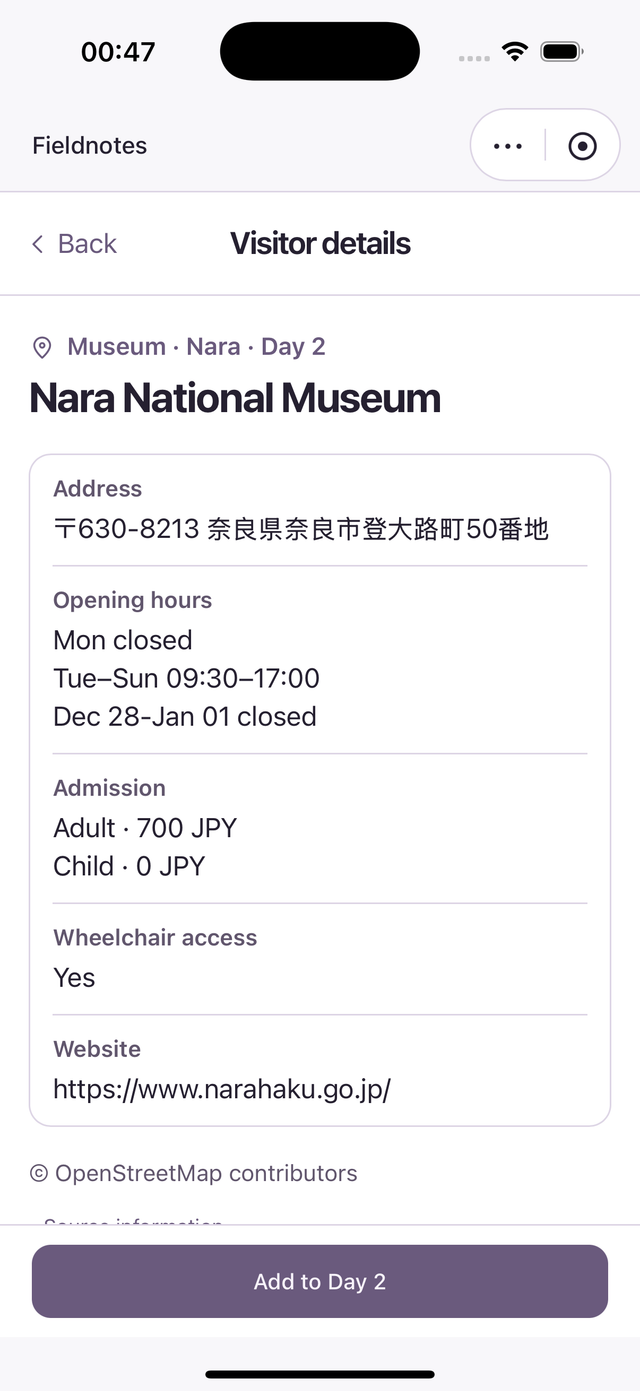 00:47
Fieldnotes
Back
Visitor details
Museum · Nara · Day 2
Nara National Museum
Address
〒630-8213 奈良県奈良市登大路町50番地
Opening hours
Mon closed
Tue–Sun 09:30–17:00
Dec 28-Jan 01 closed
Admission
Adult · 700 JPY
Child · 0 JPY
Wheelchair access
Yes
Website
https://www.narahaku.go.jp/
© OpenStreetMap contributors
Source information
Add to Day 2